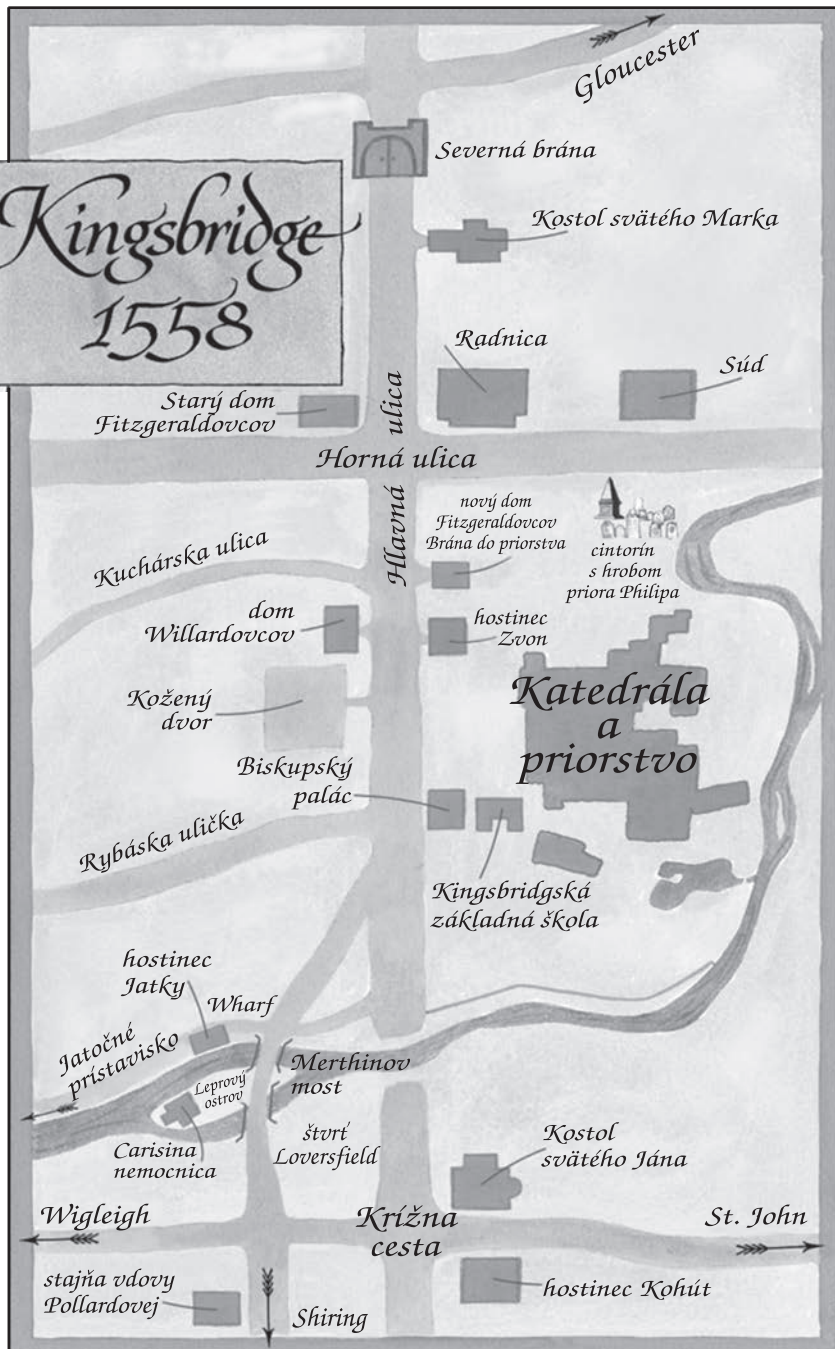 Gloucester
Severná brána
Kingsbridge
1558
Kostol svätého Marka
Radnica
Súd
Starý dom
Fitzgeraldovcov
Hlavná ulica
Horná ulica
nový dom
Fitzgeraldovcov
Brána do priorstva
cintorín
s hrobom
priora Philipa
Kuchárska ulica
dom
Willardovcov
hostinec
Zvon
Katedrála
a
priorstvo
Kožený
dvor
Biskupský
palác
Rybáska ulička
Kingsbridgská
základná škola
hostinec
Jatky
Wharf
Jatočné
prístavisko
Merthinov
most
Leprový
ostrov
Carisina
nemocnica
štvrť
Loversfield
Kostol
svätého Jána
Wigleigh
Krížna
cesta
St. John
stajňa vdovy
Pollardovej
Shiring
hostinec Kohút